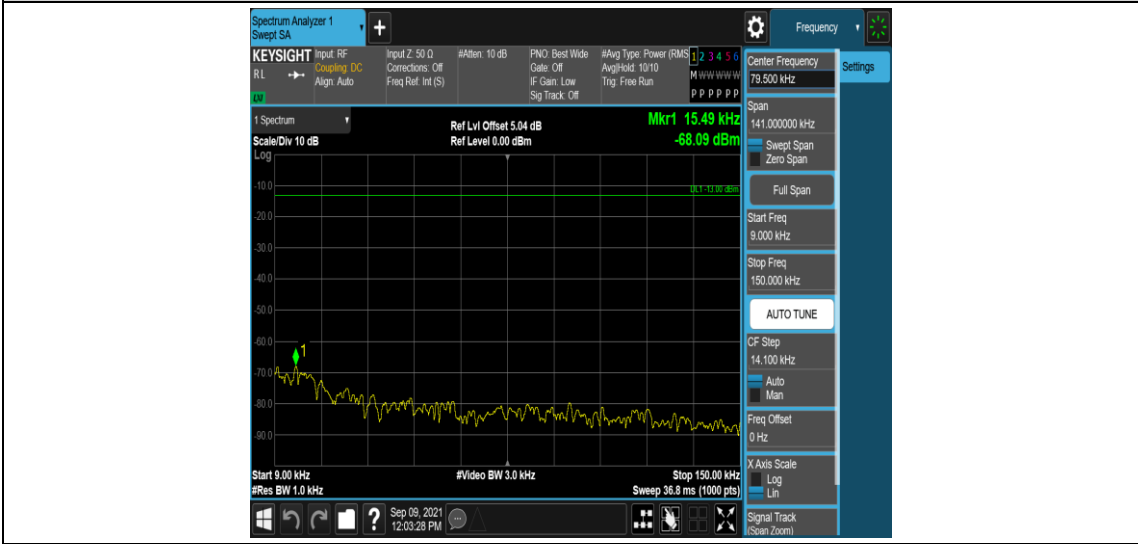 Spectrum Analyzer 1
Swept SA
+
Frequency
KEYSIGHT
RL
LNI
Input: RF
Coupling: DC
Align: Auto
Input Z: 50 Ω
Corrections: Off
Freq Ref: Int (S)
#Atten: 10 dB
PNO: Best Wide
Gate: Off
IF Gain: Low
Sig Track: Off
#Avg Type: Power (RMS
Avg|Hold: 10/10
Trig: Free Run
1 2 3 4 5 6
M W W W W W
P P P P P P
1 Spectrum
Scale/Div 10 dB
Log
Ref Lvl Offset 5.04 dB
Ref Level 0.00 dBm
Mkr1 15.49 kHz
-68.09 dBm
DL1 -13.00 dBm
-10.0
-20.0
-30.0
-40.0
-50.0
-60.0
-70.0
-80.0
-90.0
1
Start 9.00 kHz
#Res BW 1.0 kHz
#Video BW 3.0 kHz
Stop 150.00 kHz
Sweep 36.8 ms (1000 pts)
?
Sep 09, 2021
12:03:28 PM
Center Frequency
79.500 kHz
Settings
Span
141.000000 kHz
Swept Span
Zero Span
Full Span
Start Freq
9.000 kHz
Stop Freq
150.000 kHz
AUTO TUNE
CF Step
14.100 kHz
Auto
Man
Freq Offset
0 Hz
X Axis Scale
Log
Lin
Signal Track
(Span Zoom)